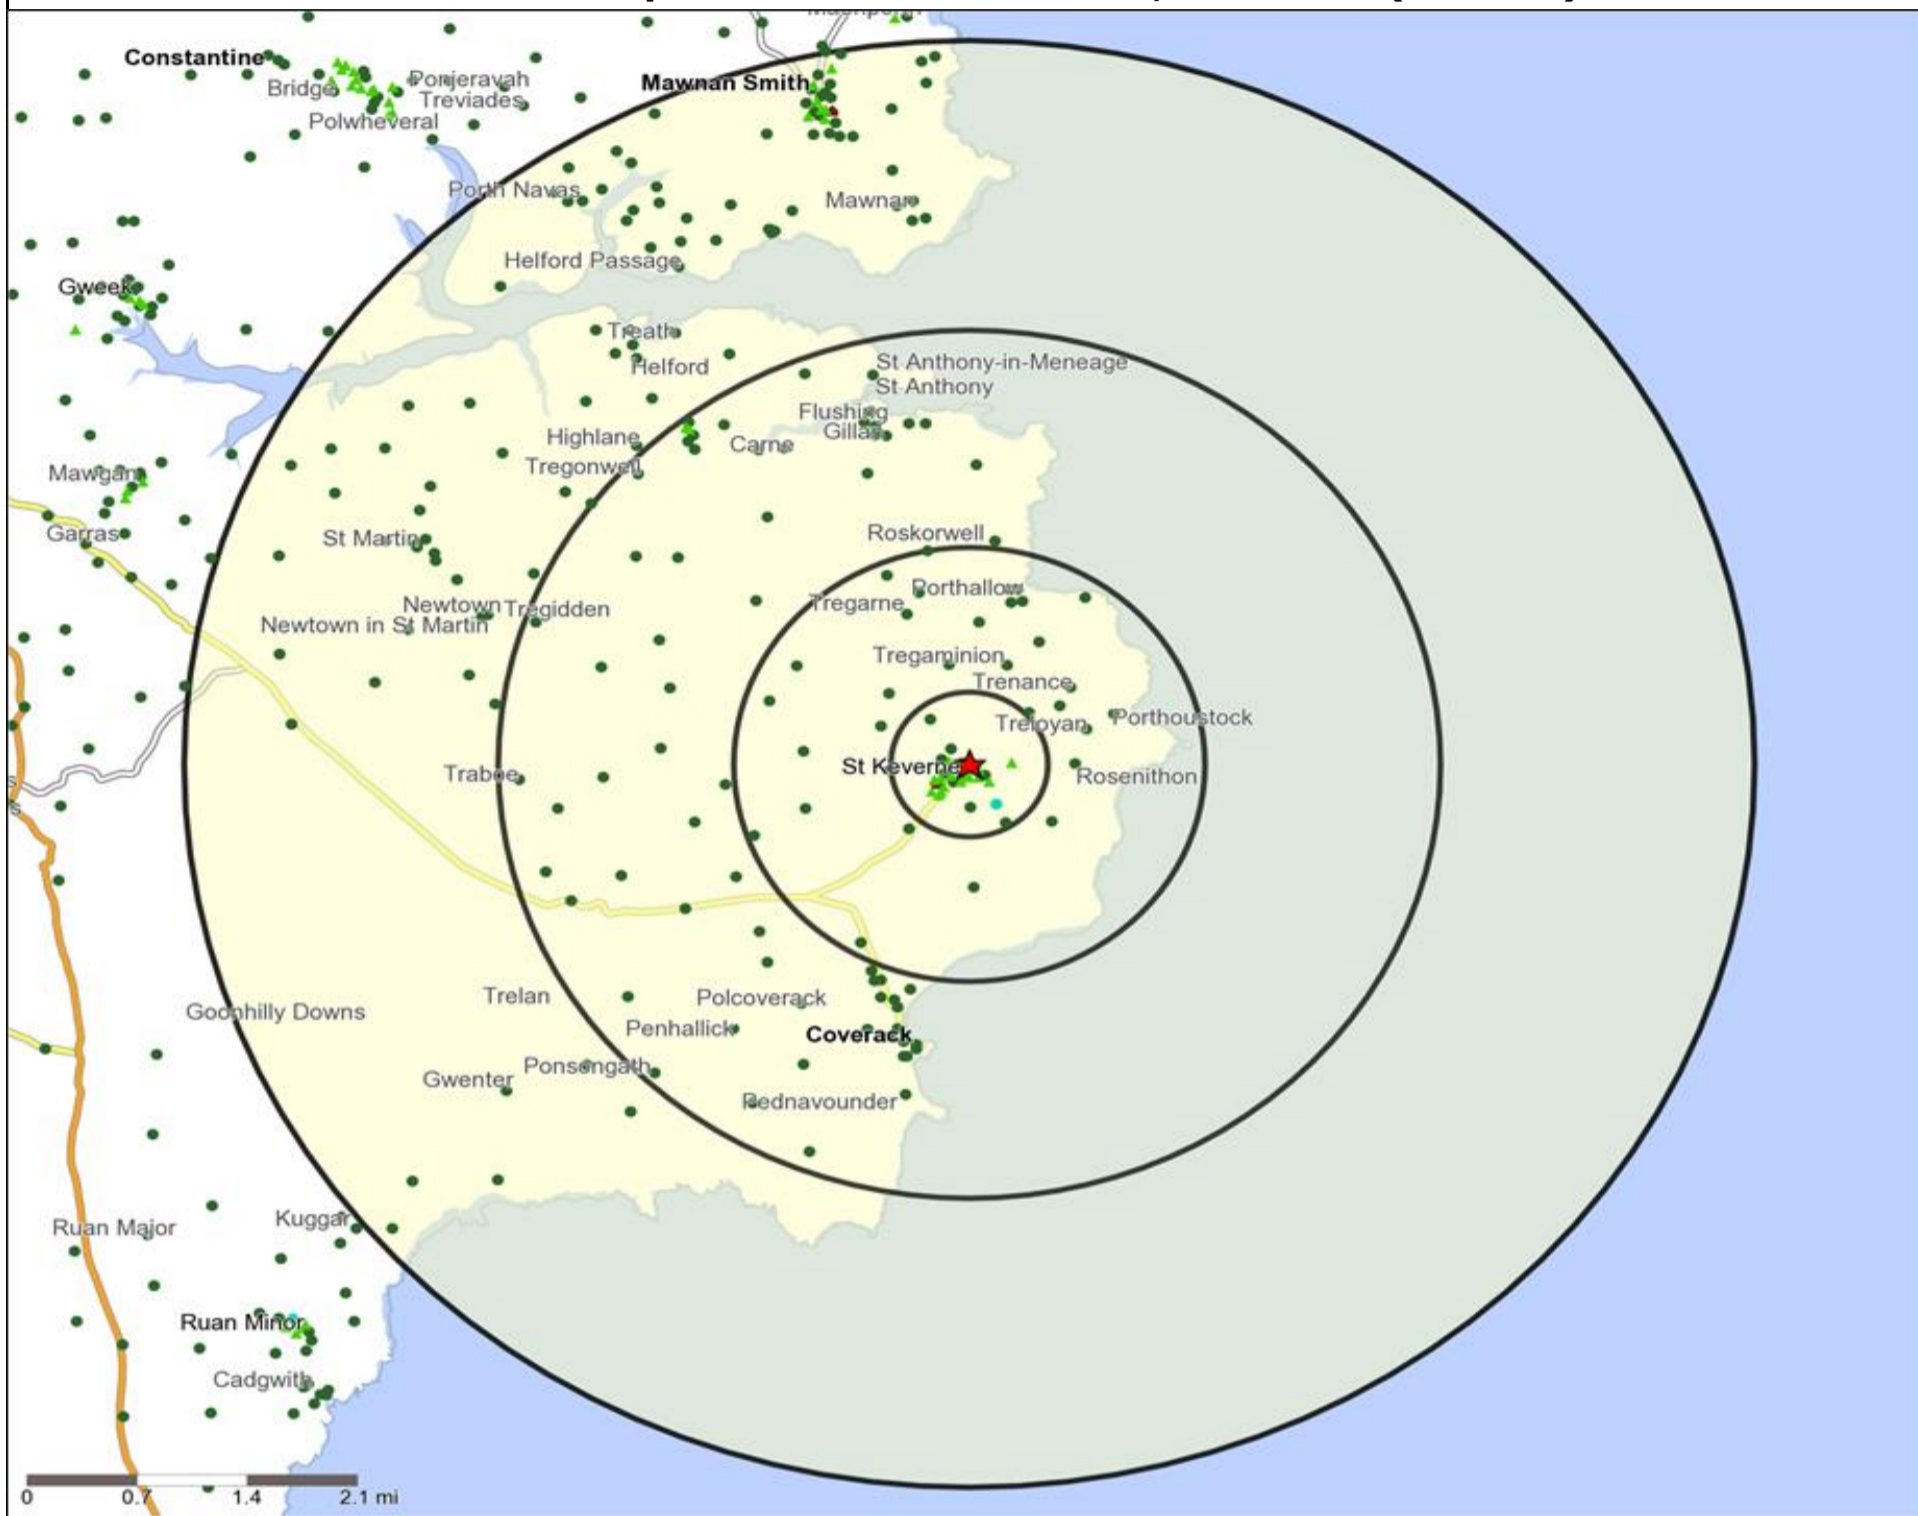 Constantine
Mawnan Smith
Bridge
Ponjeravah
Treviades
Polwheveral
Porth Navas
Mawnan
Helford Passage
Gweek
Treath
Helford
St Anthony-in-Meneage
St Anthony
Flushing
Gillan
Highlane
Carne
Tregonwell
Mawgan
Garras
St Martin
Roskorwell
Porthallow
Tregarne
Newtown
Tregidden
Newtown in St Martin
Tregaminion
Trenance
Treloyan
Porthoustock
St Keverne
Traboe
Rosenithon
Trelan
Polcoverack
Goonhilly Downs
Penhallick
Coverack
Ponsongath
Gwenter
Pednavounder
Ruan Major
Kuggar
Ruan Minor
Cadgwith
0 0.7 1.4 2.1 mi